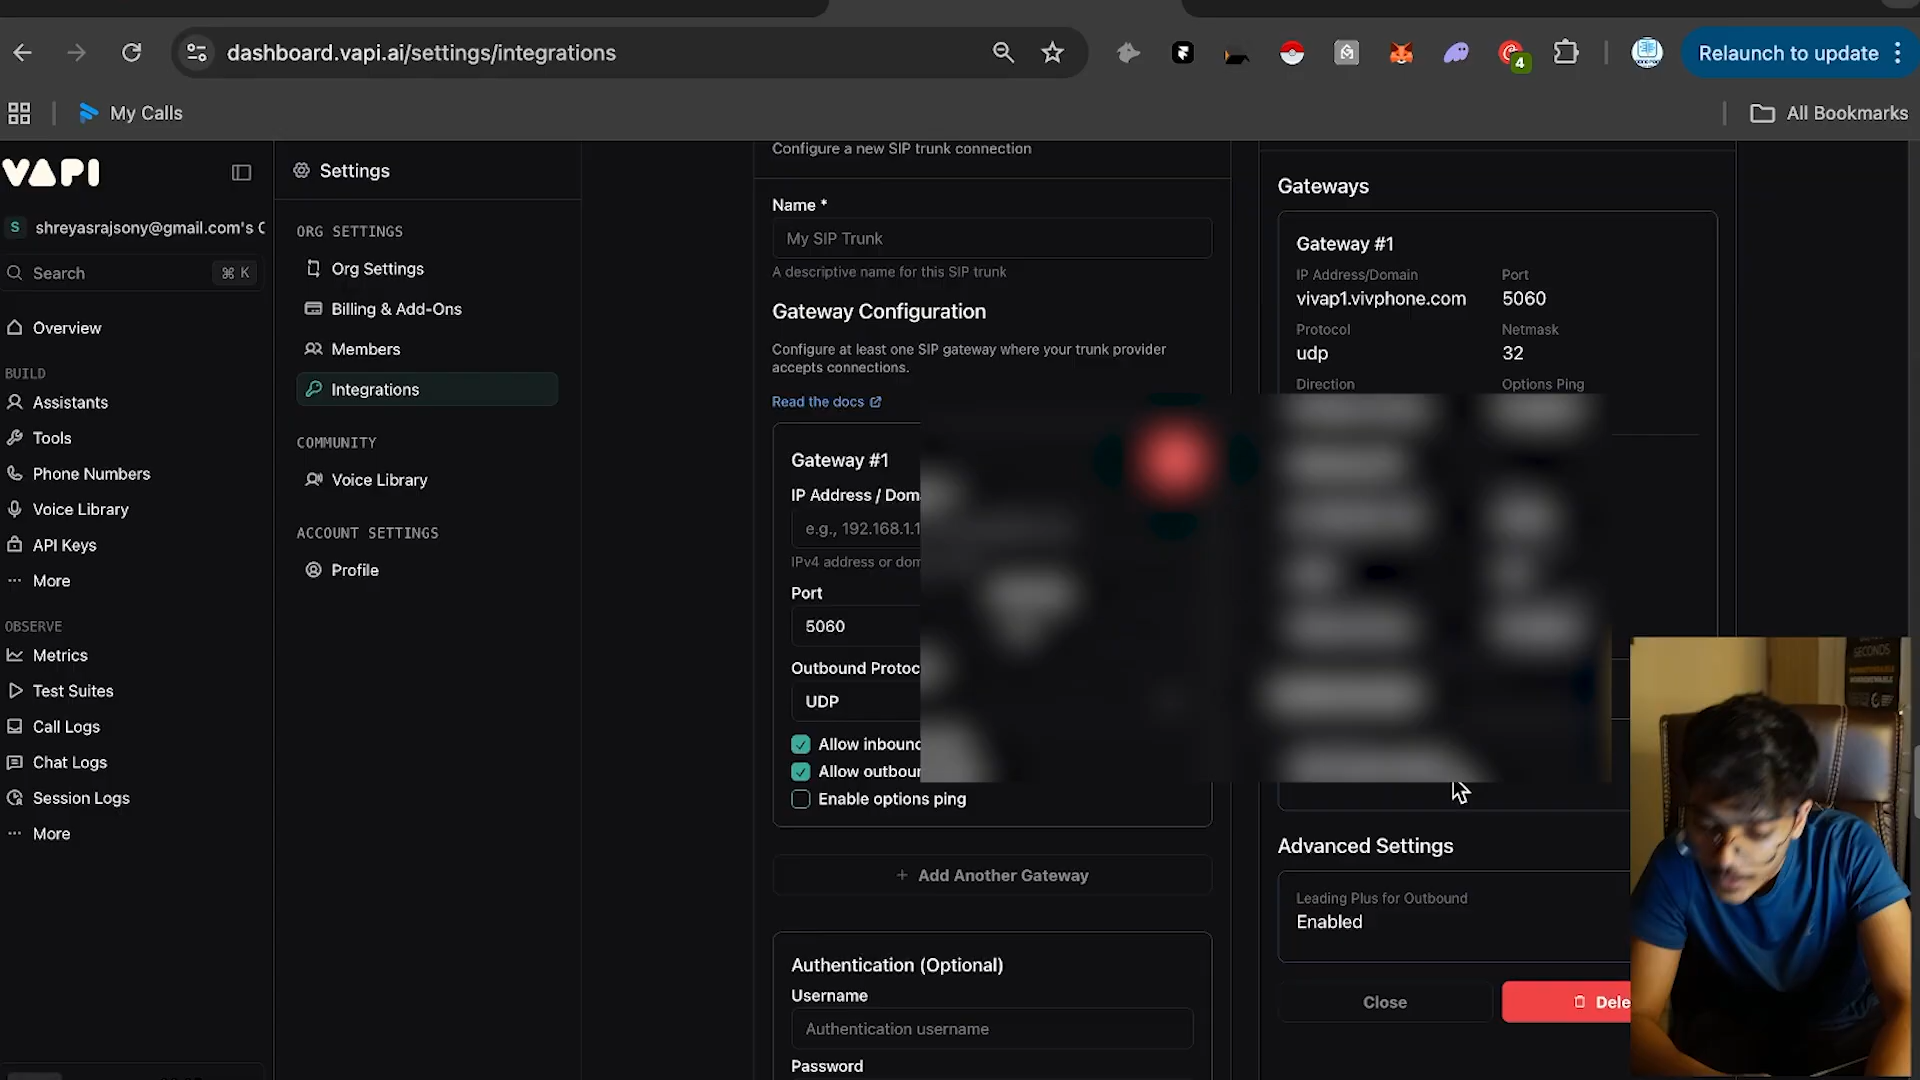 dashboard.vapi.ai/settings/integrations
4
Relaunch to update
My Calls
All Bookmarks
VAPI
S
shreyasrajsony@gmail.com's
Search
⌘ K
Overview
BUILD
Assistants
Tools
Phone Numbers
Voice Library
API Keys
More
OBSERVE
Metrics
Test Suites
Call Logs
Chat Logs
Session Logs
More
Settings
ORG SETTINGS
Org Settings
Billing & Add-Ons
Members
Integrations
COMMUNITY
Voice Library
ACCOUNT SETTINGS
Profile
Configure a new SIP trunk connection
Name *
My SIP Trunk
A descriptive name for this SIP trunk
Gateway Configuration
Configure at least one SIP gateway where your trunk provider
accepts connections.
Read the docs
Gateway #1
IP Address / Dom
e.g., 192.168.1.1
IPv4 address or dom
Port
5060
Outbound Protoc
UDP
Allow inbound
Allow outbour
Enable options ping
+ Add Another Gateway
Authentication (Optional)
Username
Authentication username
Password
Gateways
Gateway #1
IP Address/Domain Port
vivap1.vivphone.com 5060
Protocol Netmask
udp 32
Direction Options Ping
Advanced Settings
Leading Plus for Outbound
Enabled
Close
Dele
SECONDS